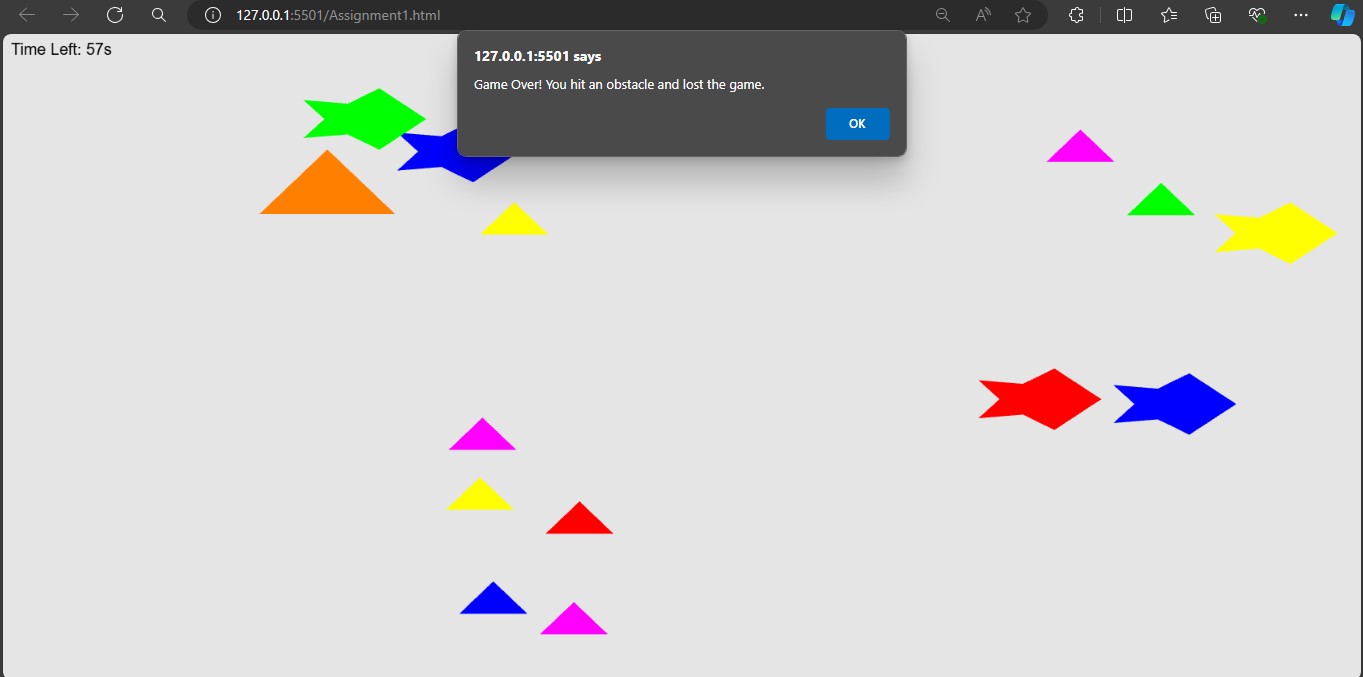 127.0.0.1:5501/Assignment1.html
Time Left: 57s
127.0.0.1:5501 says
Game Over! You hit an obstacle and lost the game.
OK